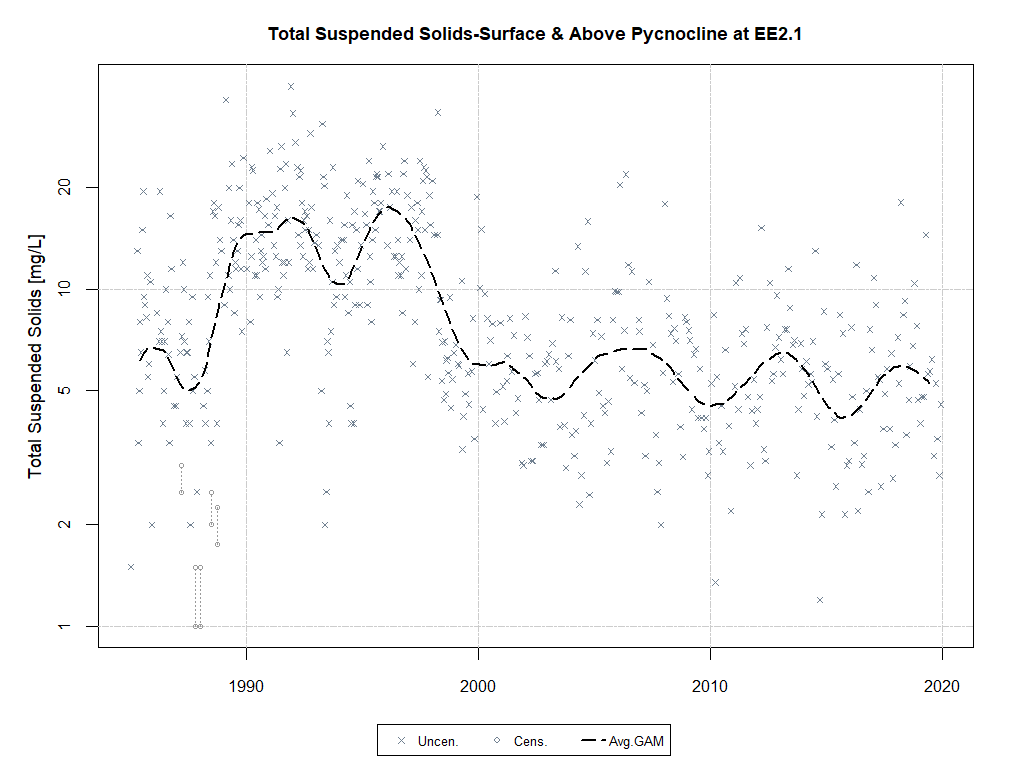 Total Suspended Solids-Surface & Above Pycnocline at EE2.1
Total Suspended Solids [mg/L]
20
10
5
2
1
1990
2000
2010
2020
Uncen.
Cens.
Avg.GAM